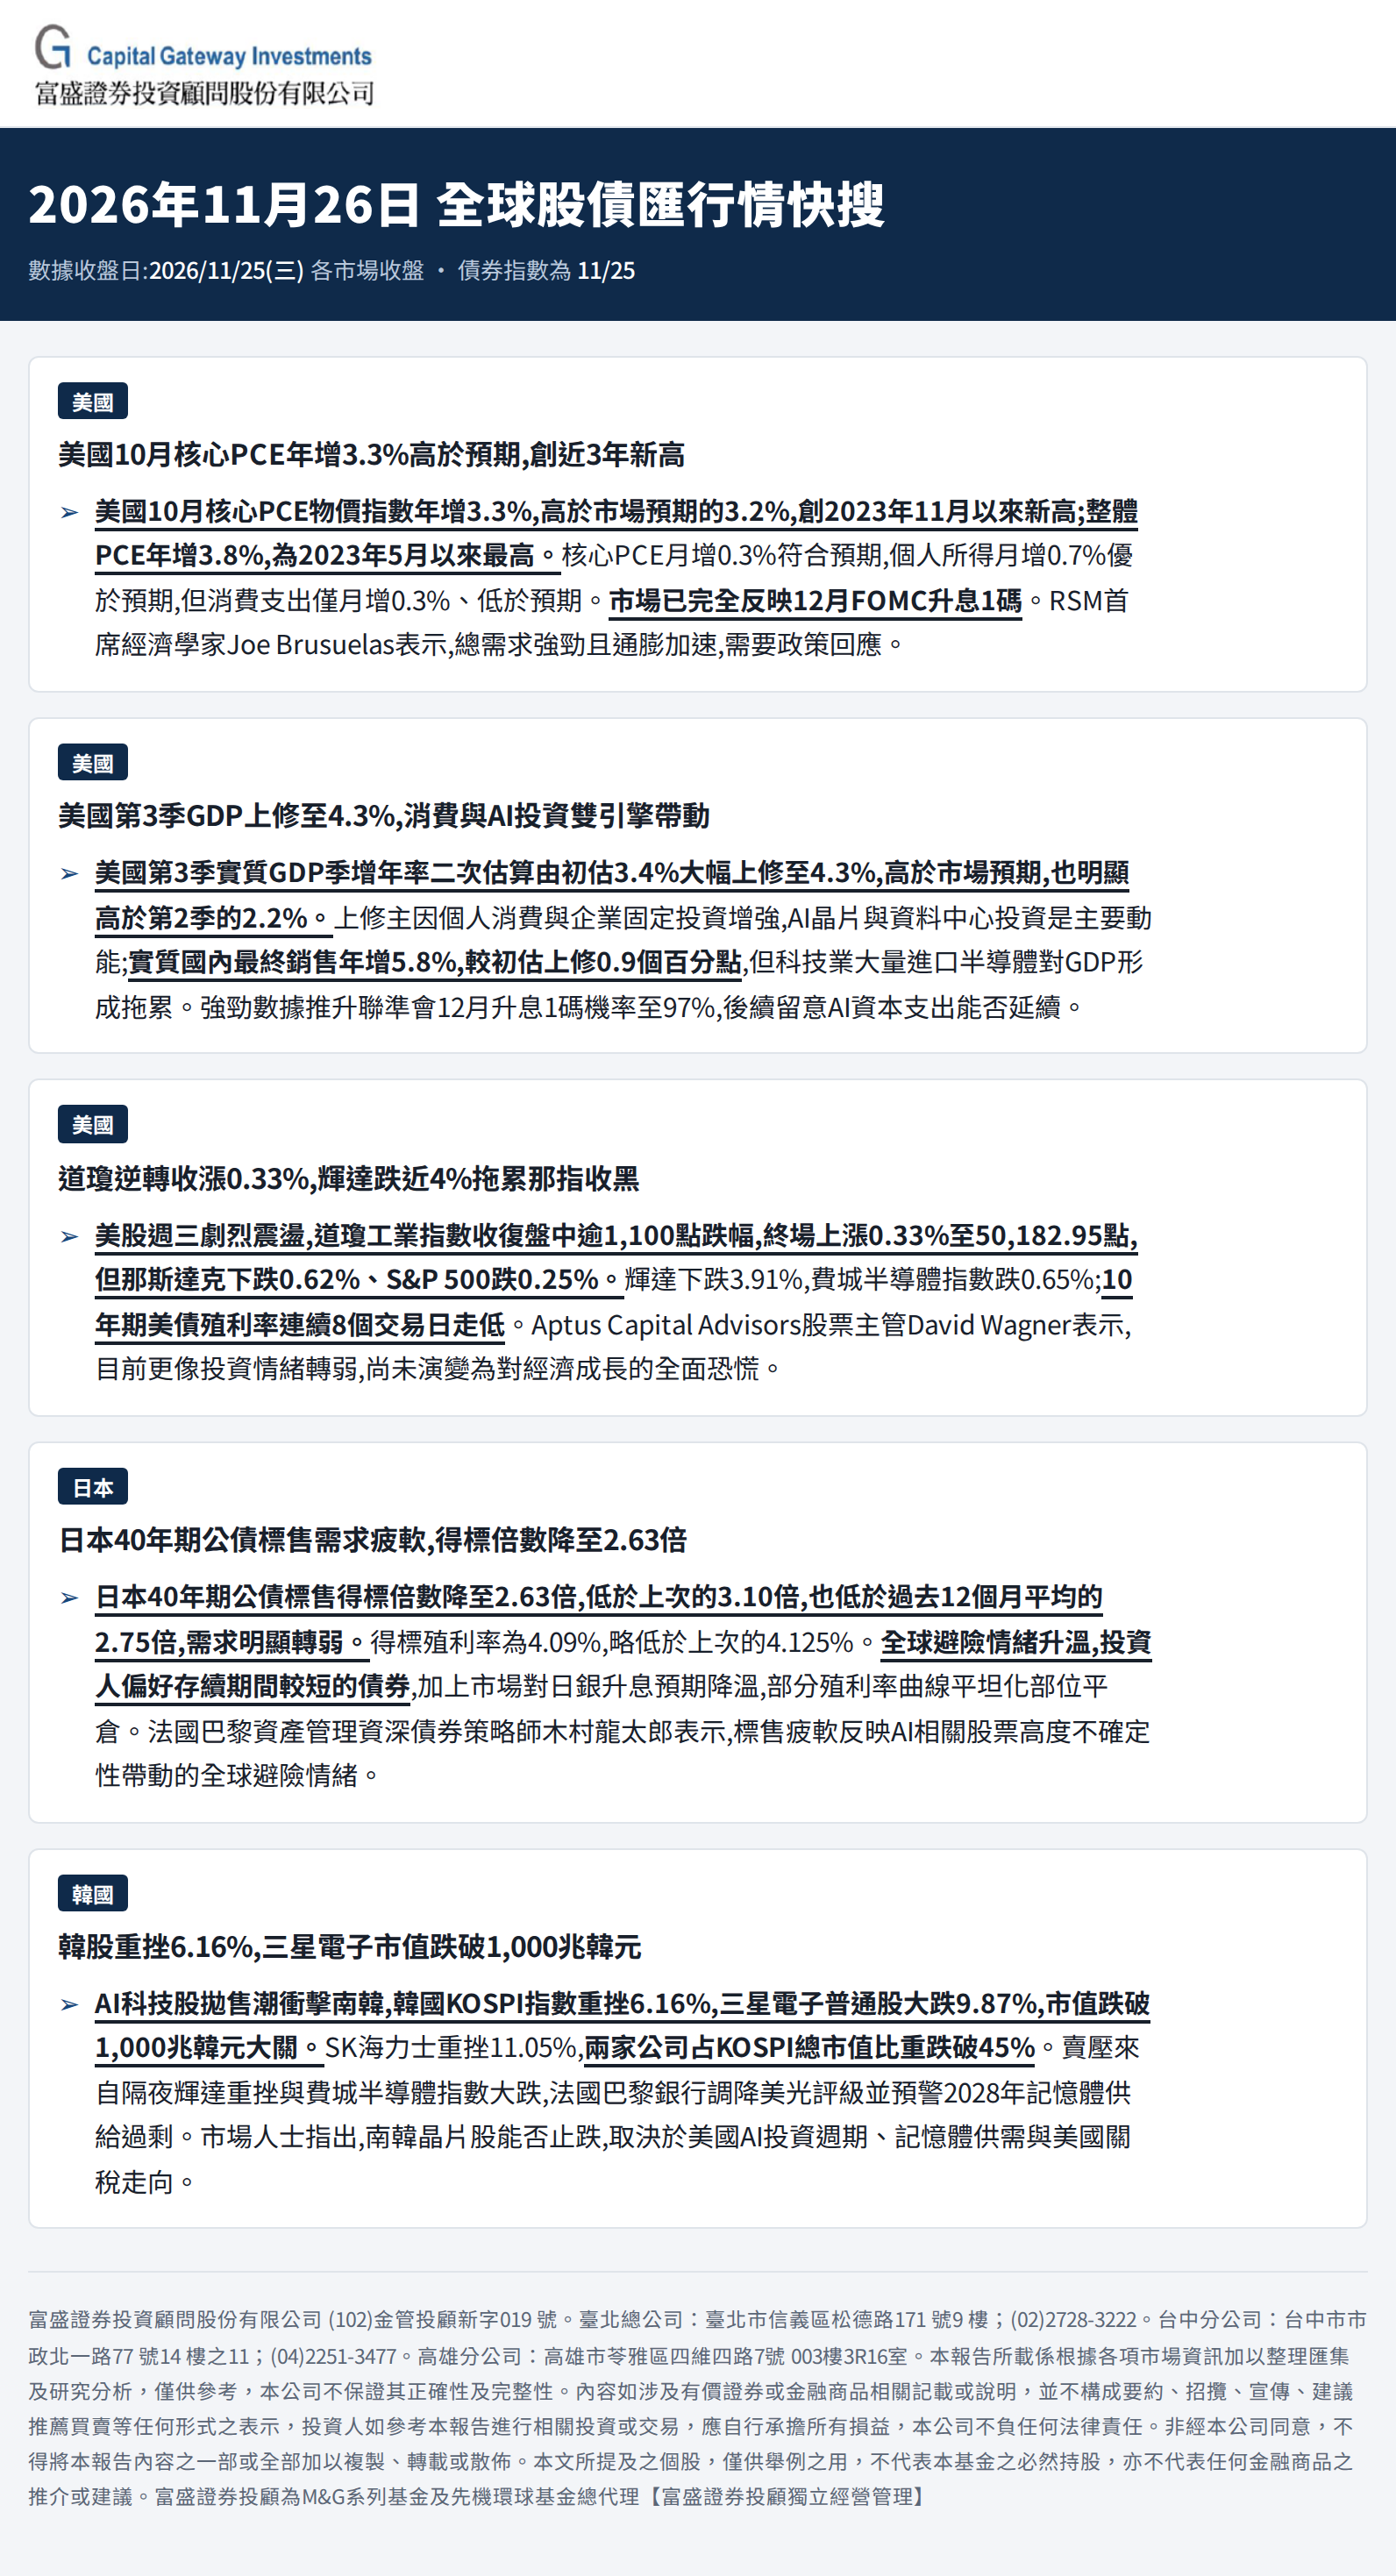 Capital Gateway Investments
富盛證券投資顧問股份有限公司
2026年11月26日 全球股債匯行情快搜
數據收盤日:2026/11/25(三) 各市場收盤 ・ 債券指數為 11/25
美國
美國10月核心PCE年增3.3%高於預期,創近3年新高
➢ 美國10月核心PCE物價指數年增3.3%,高於市場預期的3.2%,創2023年11月以來新高;整體
PCE年增3.8%,為2023年5月以來最高。核心PCE月增0.3%符合預期,個人所得月增0.7%優
於預期,但消費支出僅月增0.3%、低於預期。市場已完全反映12月FOMC升息1碼。RSM首
席經濟學家Joe Brusuelas表示,總需求強勁且通膨加速,需要政策回應。
美國
美國第3季GDP上修至4.3%,消費與AI投資雙引擎帶動
➢ 美國第3季實質GDP季增年率二次估算由初估3.4%大幅上修至4.3%,高於市場預期,也明顯
高於第2季的2.2%。上修主因個人消費與企業固定投資增強,AI晶片與資料中心投資是主要動
能;實質國內最終銷售年增5.8%,較初估上修0.9個百分點,但科技業大量進口半導體對GDP形
成拖累。強勁數據推升聯準會12月升息1碼機率至97%,後續留意AI資本支出能否延續。
美國
道瓊逆轉收漲0.33%,輝達跌近4%拖累那指收黑
➢ 美股週三劇烈震盪,道瓊工業指數收復盤中逾1,100點跌幅,終場上漲0.33%至50,182.95點,
但那斯達克下跌0.62%、S&P 500跌0.25%。輝達下跌3.91%,費城半導體指數跌0.65%;10
年期美債殖利率連續8個交易日走低。Aptus Capital Advisors股票主管David Wagner表示,
目前更像投資情緒轉弱,尚未演變為對經濟成長的全面恐慌。
日本
日本40年期公債標售需求疲軟,得標倍數降至2.63倍
➢ 日本40年期公債標售得標倍數降至2.63倍,低於上次的3.10倍,也低於過去12個月平均的
2.75倍,需求明顯轉弱。得標殖利率為4.09%,略低於上次的4.125%。全球避險情緒升溫,投資
人偏好存續期間較短的債券,加上市場對日銀升息預期降溫,部分殖利率曲線平坦化部位平
倉。法國巴黎資產管理資深債券策略師木村龍太郎表示,標售疲軟反映AI相關股票高度不確定
性帶動的全球避險情緒。
韓國
韓股重挫6.16%,三星電子市值跌破1,000兆韓元
➢ AI科技股拋售潮衝擊南韓,韓國KOSPI指數重挫6.16%,三星電子普通股大跌9.87%,市值跌破
1,000兆韓元大關。SK海力士重挫11.05%,兩家公司占KOSPI總市值比重跌破45%。賣壓來
自隔夜輝達重挫與費城半導體指數大跌,法國巴黎銀行調降美光評級並預警2028年記憶體供
給過剩。市場人士指出,南韓晶片股能否止跌,取決於美國AI投資週期、記憶體供需與美國關
稅走向。
富盛證券投資顧問股份有限公司 (102)金管投顧新字019 號。臺北總公司：臺北市信義區松德路171 號9 樓；(02)2728-3222。台中分公司：台中市市
政北一路77 號14 樓之11；(04)2251-3477。高雄分公司：高雄市苓雅區四維四路7號 003樓3R16室。本報告所載係根據各項市場資訊加以整理匯集
及研究分析，僅供參考，本公司不保證其正確性及完整性。內容如涉及有價證券或金融商品相關記載或說明，並不構成要約、招攬、宣傳、建議
推薦買賣等任何形式之表示，投資人如參考本報告進行相關投資或交易，應自行承擔所有損益，本公司不負任何法律責任。非經本公司同意，不
得將本報告內容之一部或全部加以複製、轉載或散佈。本文所提及之個股，僅供舉例之用，不代表本基金之必然持股，亦不代表任何金融商品之
推介或建議。富盛證券投顧為M&G系列基金及先機環球基金總代理【富盛證券投顧獨立經營管理】